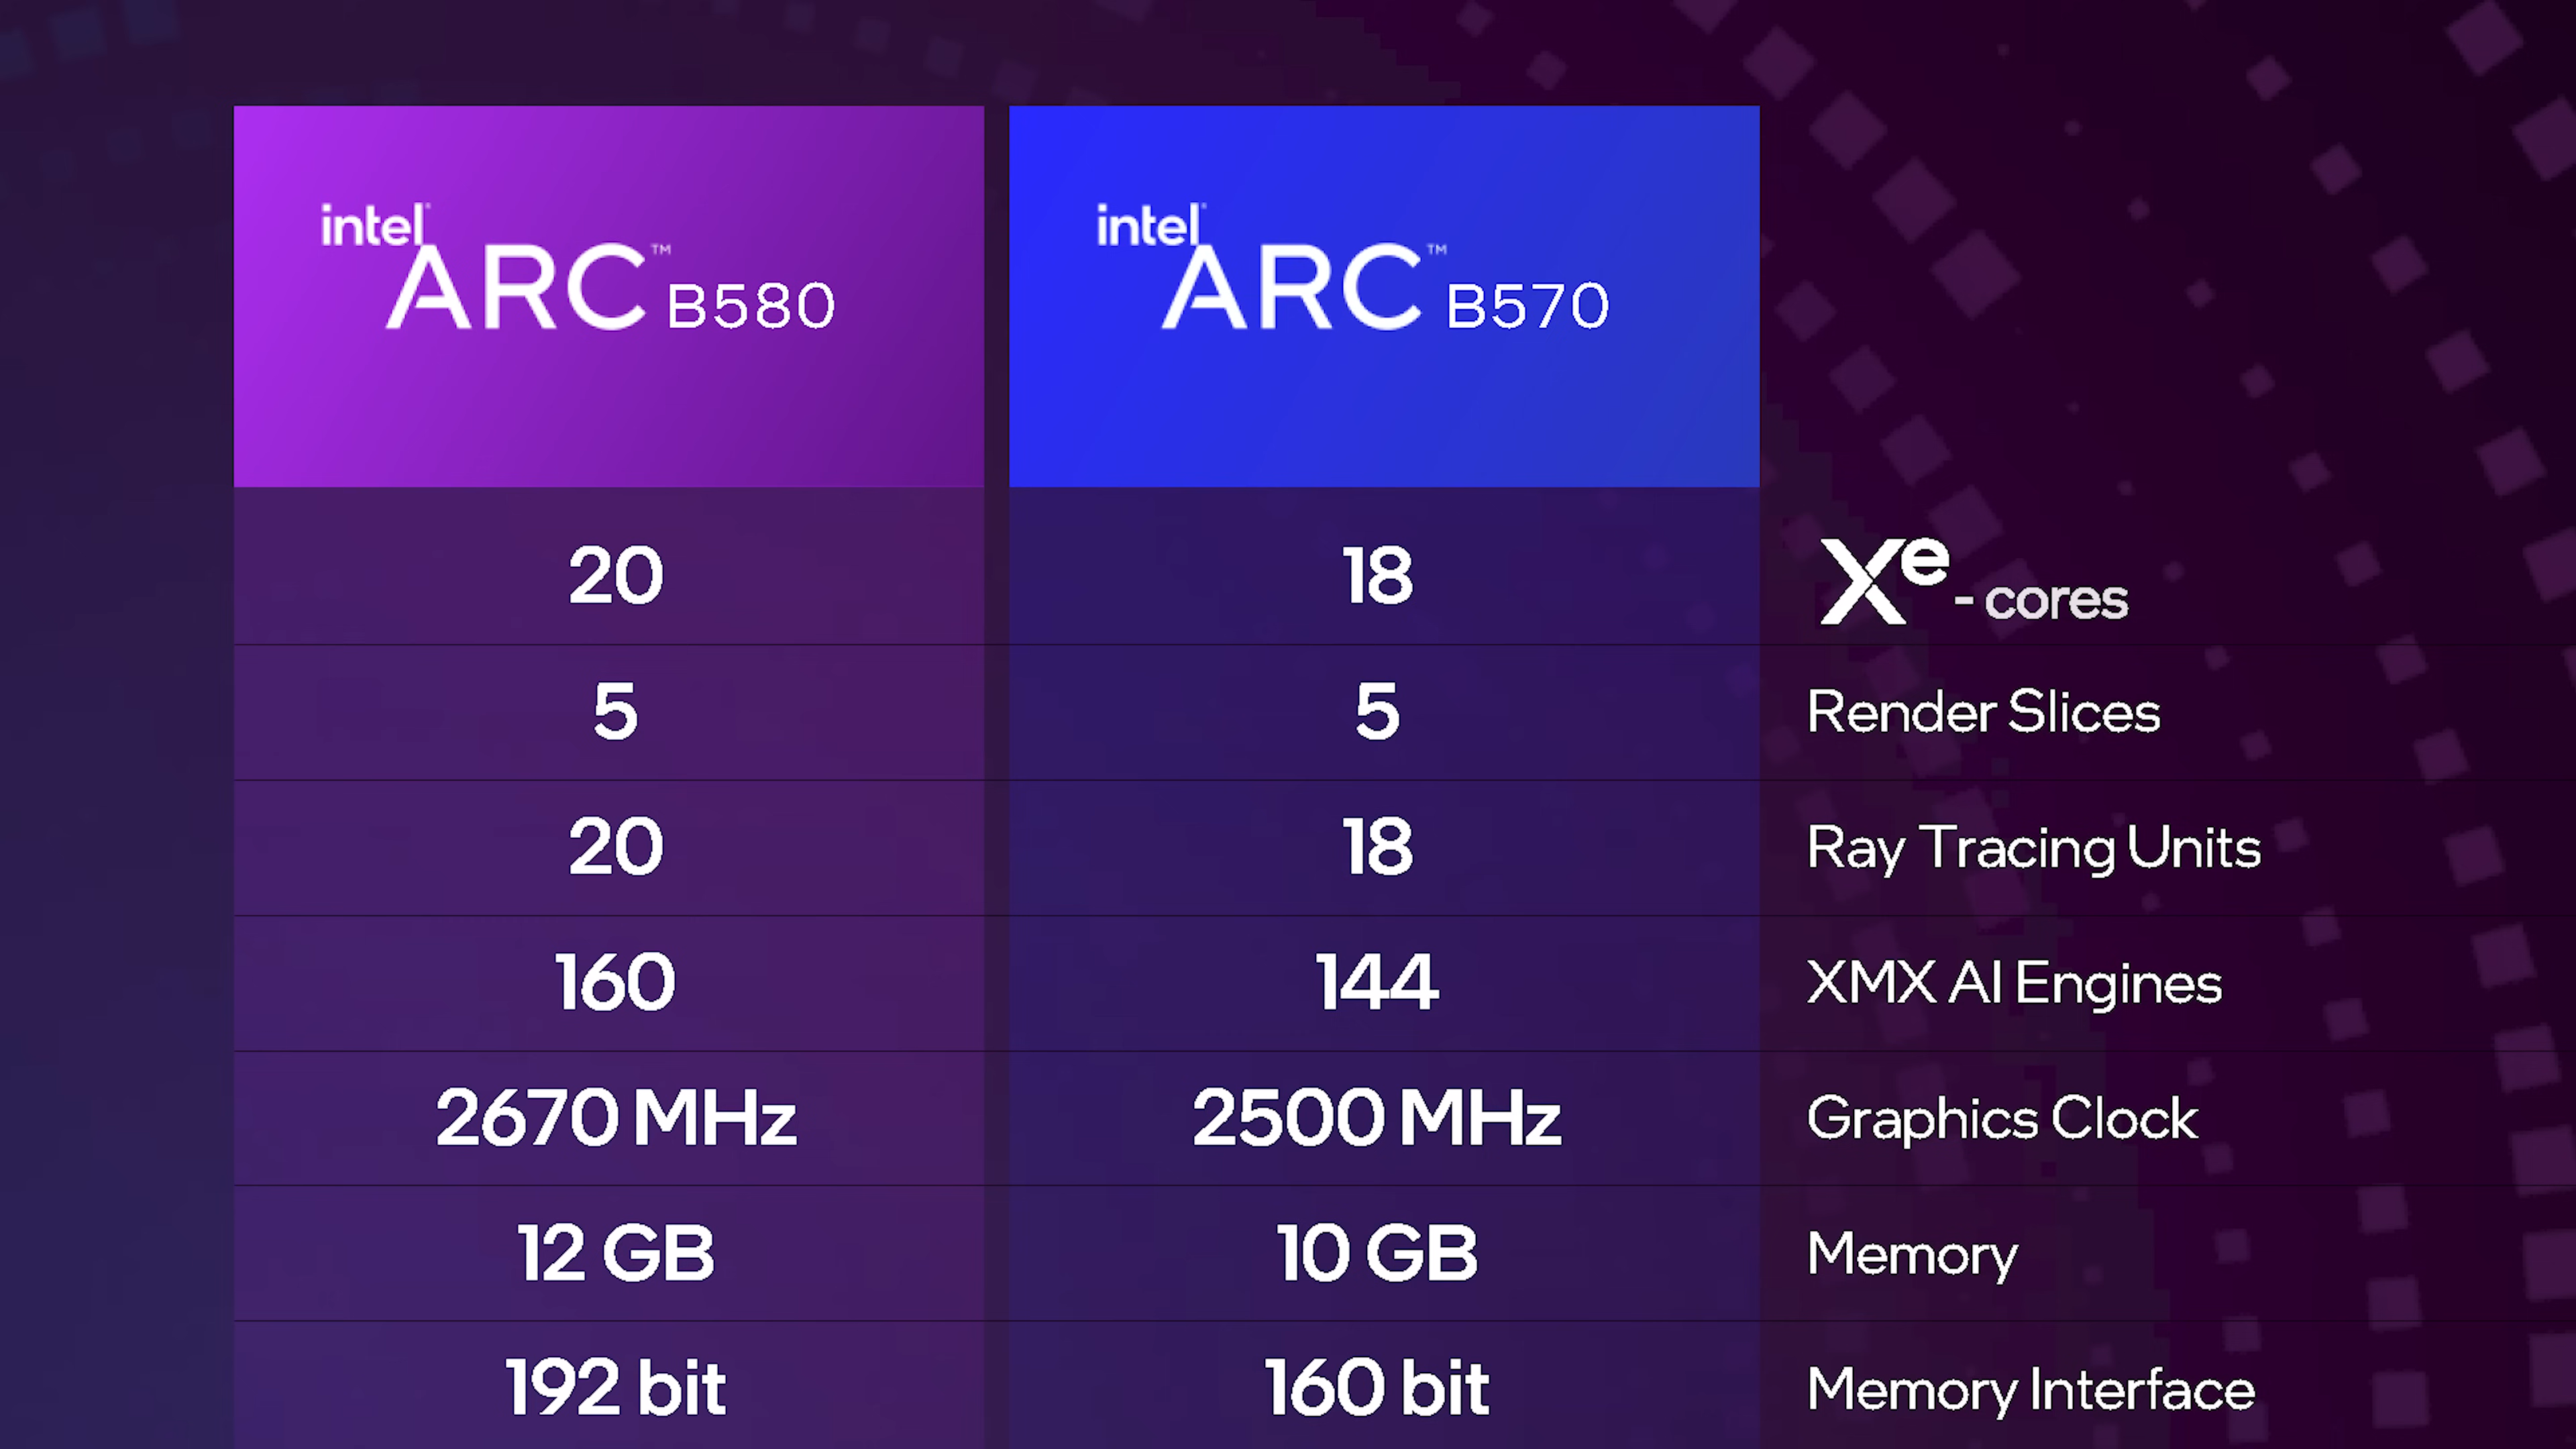 intel ARC™ B580 intel ARC™ B570
20 18 Xe - cores
5 5 Render Slices
20 18 Ray Tracing Units
160 144 XMX AI Engines
2670 MHz 2500 MHz Graphics Clock
12 GB 10 GB Memory
192 bit 160 bit Memory Interface